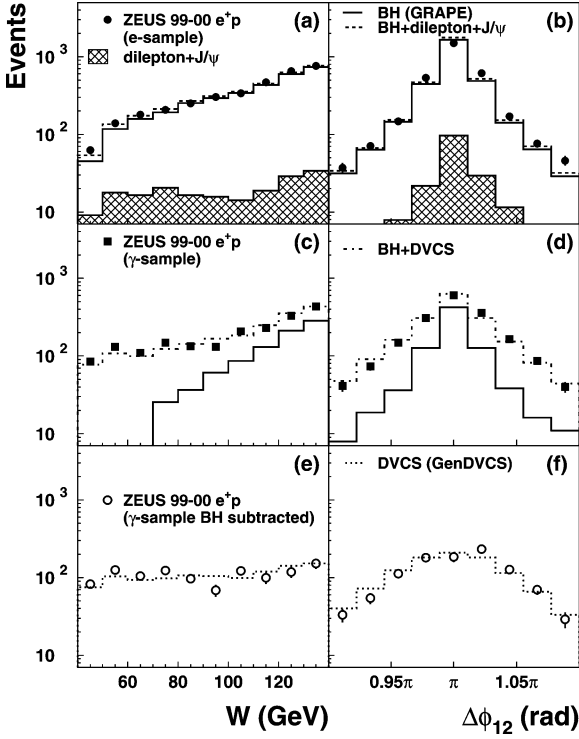 Events
10³
10²
10
ZEUS 99-00 e⁺p
(e-sample)
dilepton+J/ψ
(a)
BH (GRAPE)
BH+dilepton+J/ψ
(b)
10³
10²
10
ZEUS 99-00 e⁺p
(γ-sample)
(c)
BH+DVCS
(d)
10³
10²
10
ZEUS 99-00 e⁺p
(γ-sample BH subtracted)
(e)
DVCS (GenDVCS)
(f)
60 80 100 120
0.95π π 1.05π
W (GeV)
Δϕ₁₂ (rad)